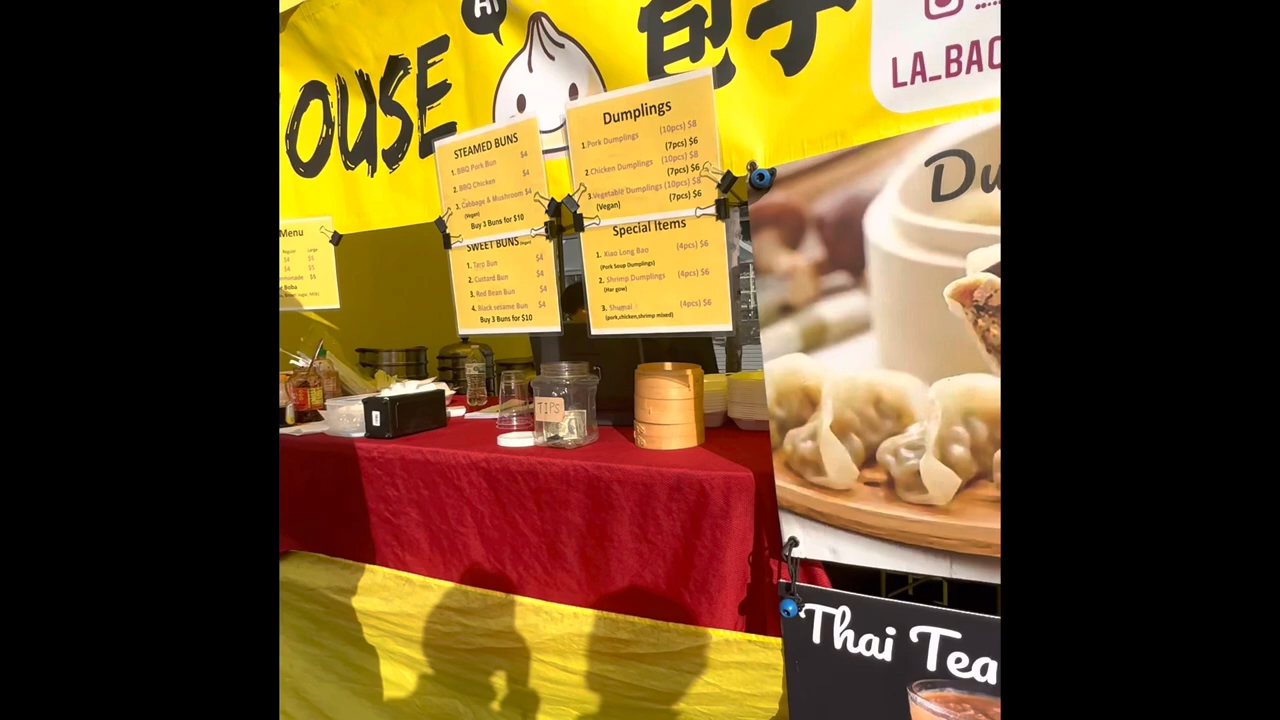 Hi
OUSE
包子
LA_BAO
STEAMED BUNS
1. BBQ Pork Bun $4
2. BBQ Chicken $4
3. Cabbage & Mushroom $4
(Vegan)
Buy 3 Buns for $10
SWEET BUNS (Vegan)
1. Taro Bun $4
2. Custard Bun $4
3. Red Bean Bun $4
4. Black sesame Bun $4
Buy 3 Buns for $10
Dumplings
1. Pork Dumplings (10pcs) $8
(7pcs) $6
2. Chicken Dumplings (10pcs) $8
(7pcs) $6
3. Vegetable Dumplings (10pcs) $8
(Vegan) (7pcs) $6
Special Items
1. Xiao Long Bao (4pcs) $6
(Pork Soup Dumplings)
2. Shrimp Dumplings (4pcs) $6
(Har gow)
3. Shumai (4pcs) $6
(pork,chicken,shrimp mixed)
Menu
Regular Large
$4 $5
$4 $5
emonade $5
Boba
TIPS
Du
Thai Tea